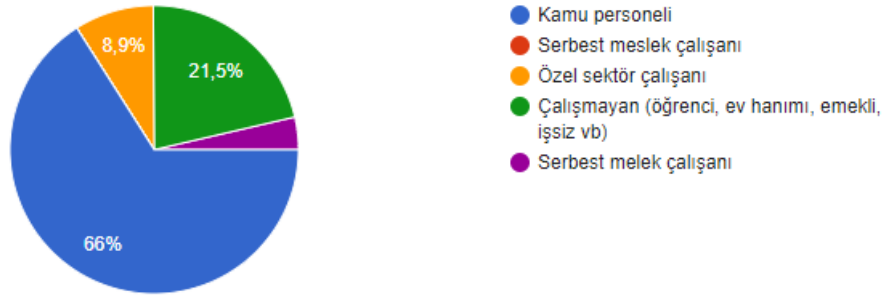 8,9%
21,5%
66%
Kamu personeli
Serbest meslek çalışanı
Özel sektör çalışanı
Çalışmayan (öğrenci, ev hanımı, emekli,
işsiz vb)
Serbest melek çalışanı